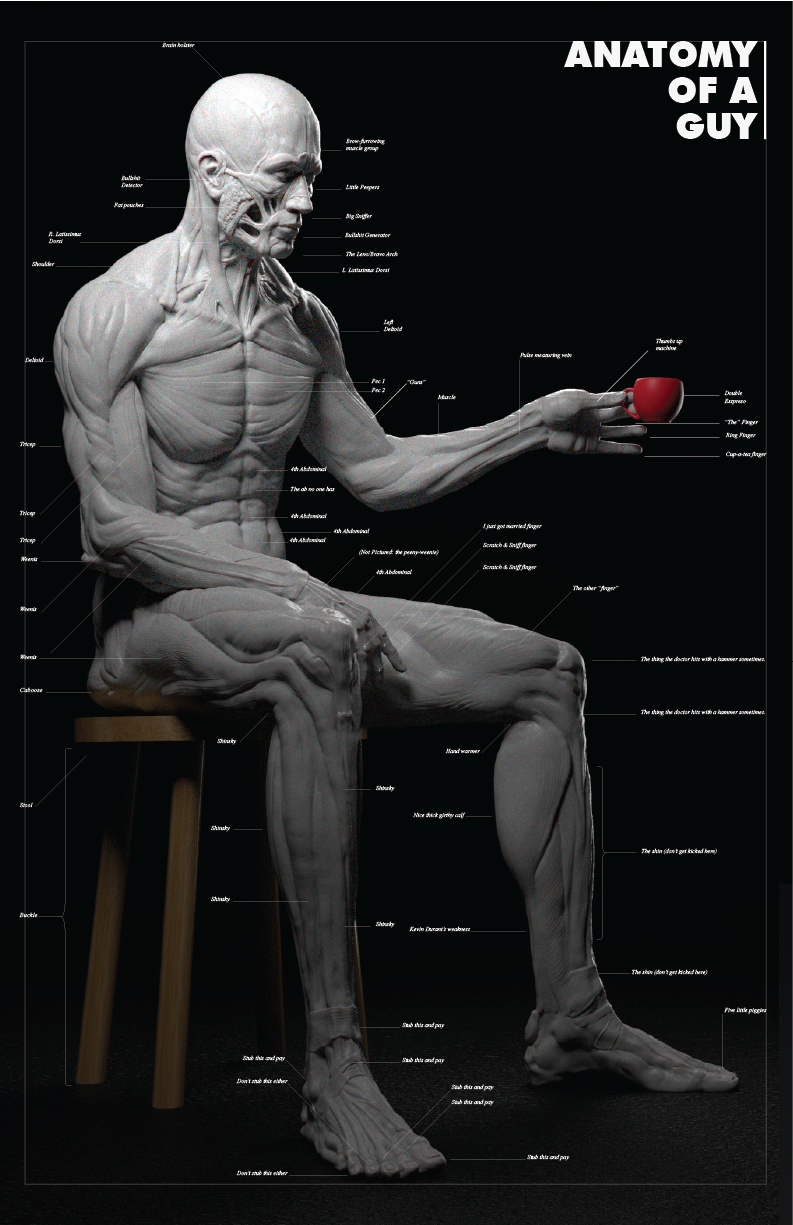 ANATOMY
OF A
GUY
Brain holster
Brow-furrowing
muscle group
Bullshit
Detector
Little Peepers
Fat pouches
Big Sniffer
R. Latissimus
Dorsi
Bullshit Generator
The Leno/Bravo Arch
Shoulder
L. Latissimus Dorsi
Left
Deltoid
Thumbs up
machine
Pulse measuring vein
Deltoid
Pec 1
"Guns"
Pec 2
Muscle
Double
Espresso
"The" Finger
Ring Finger
Tricep
Cup-a-tea finger
4th Abdominal
The ab no one has
Tricep
4th Abdominal
I just got married finger
4th Abdominal
Tricep
4th Abdominal
Scratch & Sniff finger
(Not Pictured: the peeny-weenie)
Weenis
4th Abdominal
Scratch & Sniff finger
The other "finger"
Weenis
Weenis
The thing the doctor hits with a hammer sometimes.
Caboose
The thing the doctor hits with a hammer sometimes.
Shinsky
Hand warmer
Shinsky
Stool
Nice thick girthy calf
Shinsky
The shin (don't get kicked here)
Shinsky
Buckle
Shinsky
Kevin Durant's weakness
The shin (don't get kicked here)
Five little piggies
Stub this and pay
Stub this and pay
Stub this and pay
Don't stub this either
Stub this and pay
Stub this and pay
Stub this and pay
Don't stub this either